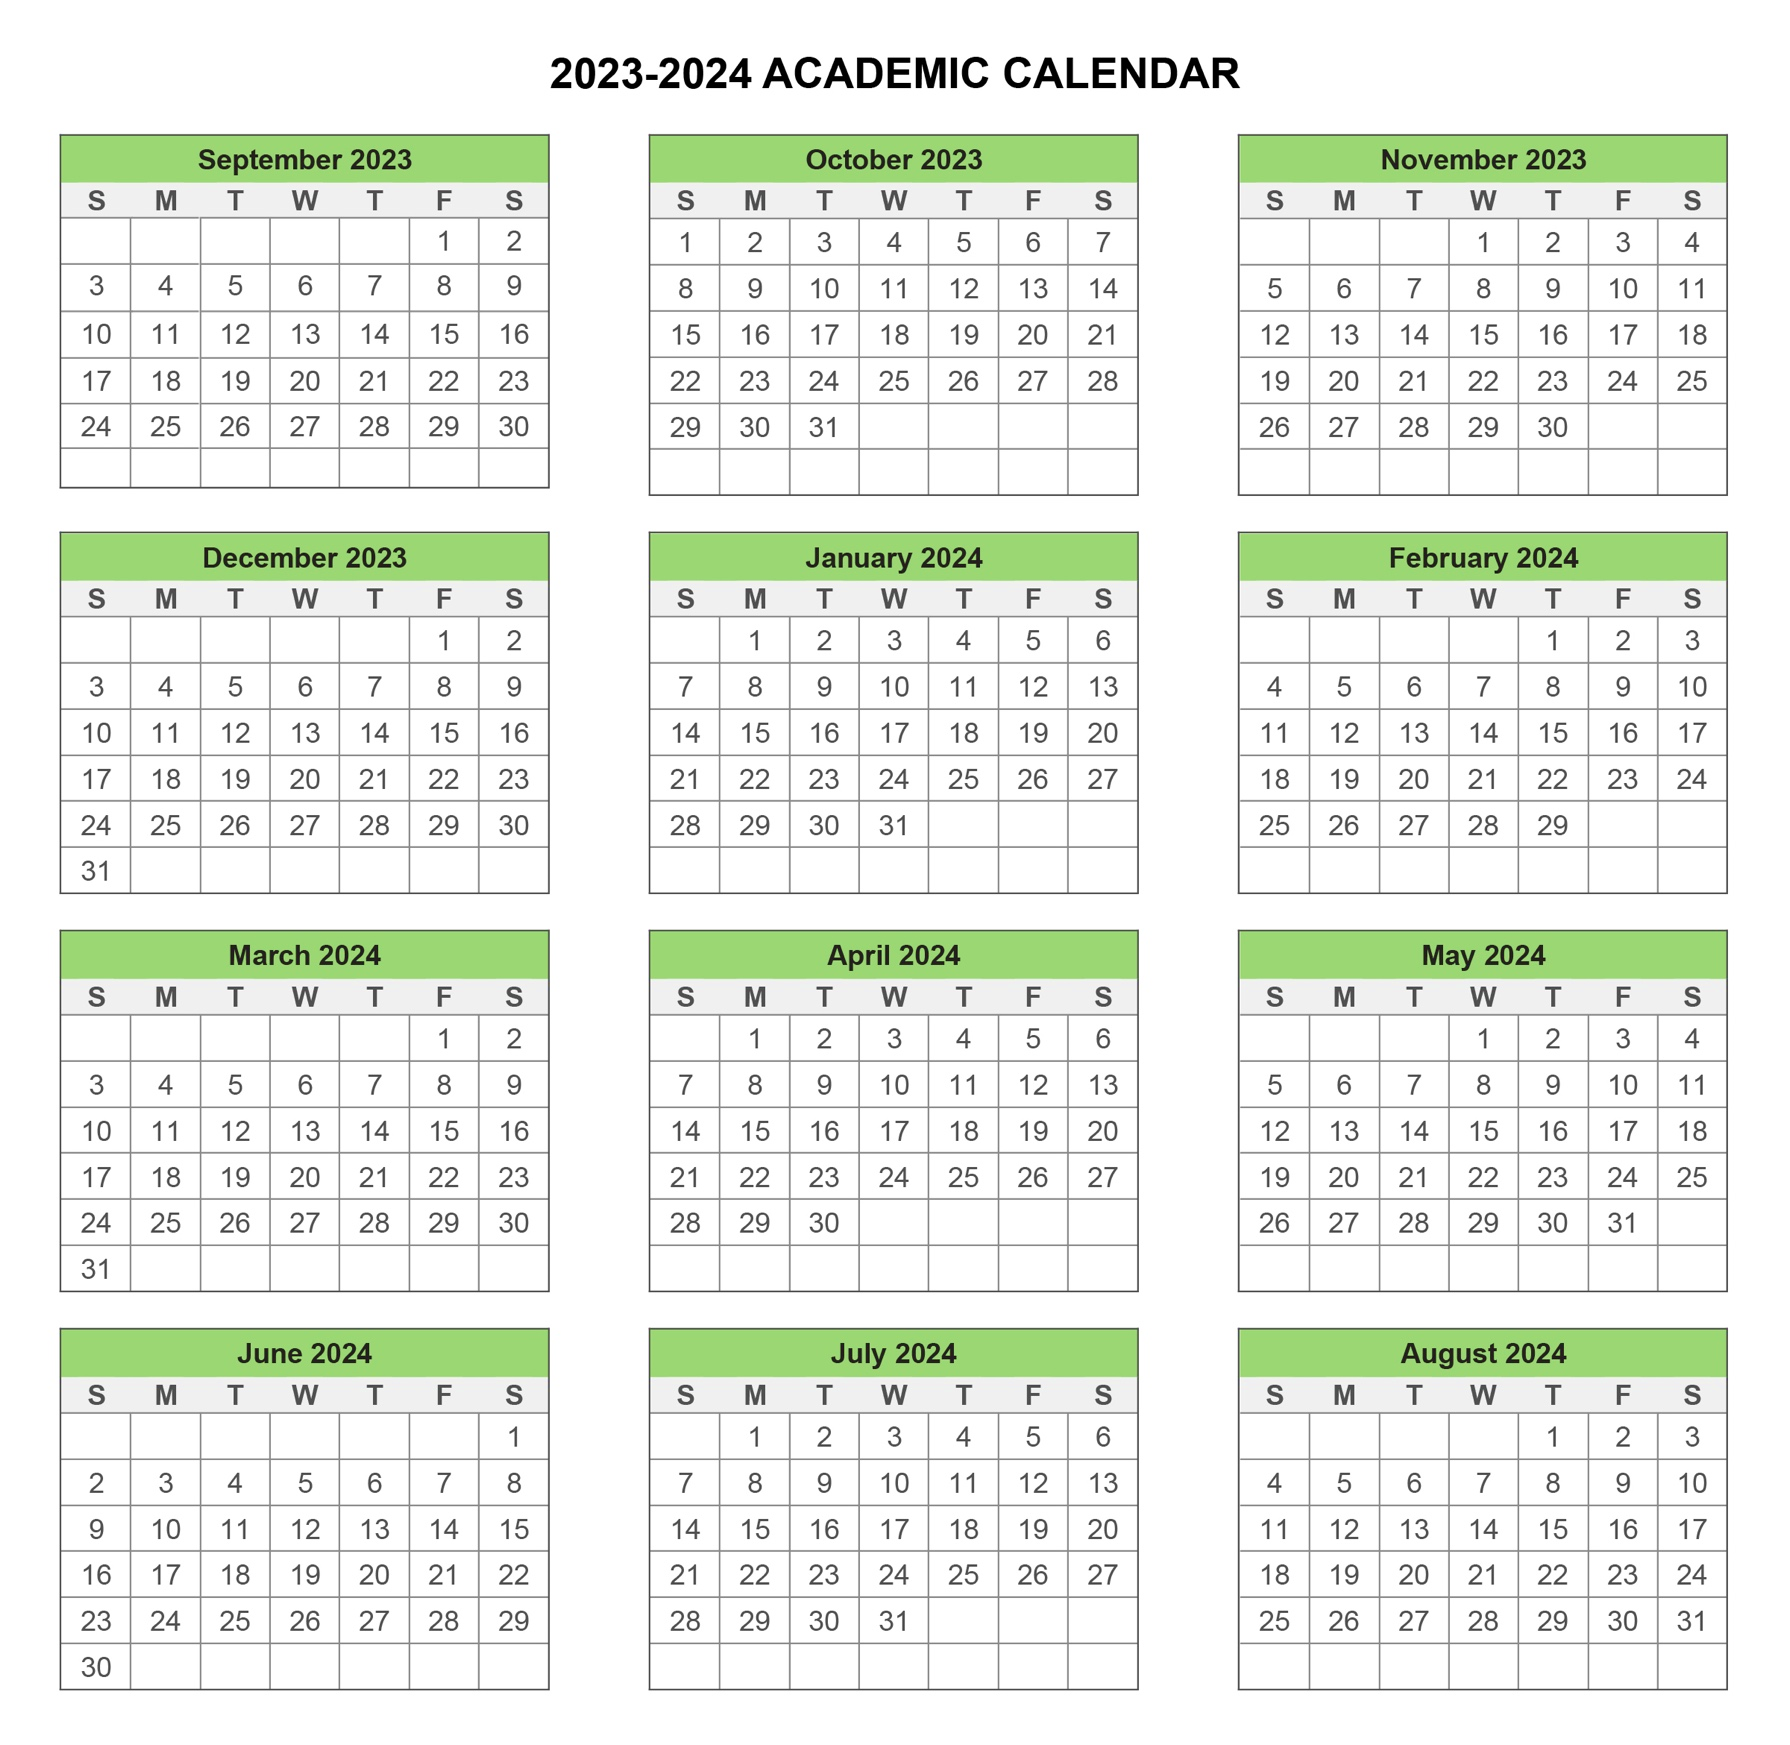 2023-2024 ACADEMIC CALENDAR
September 2023
S M T W T F S
1 2
3 4 5 6 7 8 9
10 11 12 13 14 15 16
17 18 19 20 21 22 23
24 25 26 27 28 29 30
October 2023
S M T W T F S
1 2 3 4 5 6 7
8 9 10 11 12 13 14
15 16 17 18 19 20 21
22 23 24 25 26 27 28
29 30 31
November 2023
S M T W T F S
1 2 3 4
5 6 7 8 9 10 11
12 13 14 15 16 17 18
19 20 21 22 23 24 25
26 27 28 29 30
December 2023
S M T W T F S
1 2
3 4 5 6 7 8 9
10 11 12 13 14 15 16
17 18 19 20 21 22 23
24 25 26 27 28 29 30
31
January 2024
S M T W T F S
1 2 3 4 5 6
7 8 9 10 11 12 13
14 15 16 17 18 19 20
21 22 23 24 25 26 27
28 29 30 31
February 2024
S M T W T F S
1 2 3
4 5 6 7 8 9 10
11 12 13 14 15 16 17
18 19 20 21 22 23 24
25 26 27 28 29
March 2024
S M T W T F S
1 2
3 4 5 6 7 8 9
10 11 12 13 14 15 16
17 18 19 20 21 22 23
24 25 26 27 28 29 30
31
April 2024
S M T W T F S
1 2 3 4 5 6
7 8 9 10 11 12 13
14 15 16 17 18 19 20
21 22 23 24 25 26 27
28 29 30
May 2024
S M T W T F S
1 2 3 4
5 6 7 8 9 10 11
12 13 14 15 16 17 18
19 20 21 22 23 24 25
26 27 28 29 30 31
June 2024
S M T W T F S
1
2 3 4 5 6 7 8
9 10 11 12 13 14 15
16 17 18 19 20 21 22
23 24 25 26 27 28 29
30
July 2024
S M T W T F S
1 2 3 4 5 6
7 8 9 10 11 12 13
14 15 16 17 18 19 20
21 22 23 24 25 26 27
28 29 30 31
August 2024
S M T W T F S
1 2 3
4 5 6 7 8 9 10
11 12 13 14 15 16 17
18 19 20 21 22 23 24
25 26 27 28 29 30 31